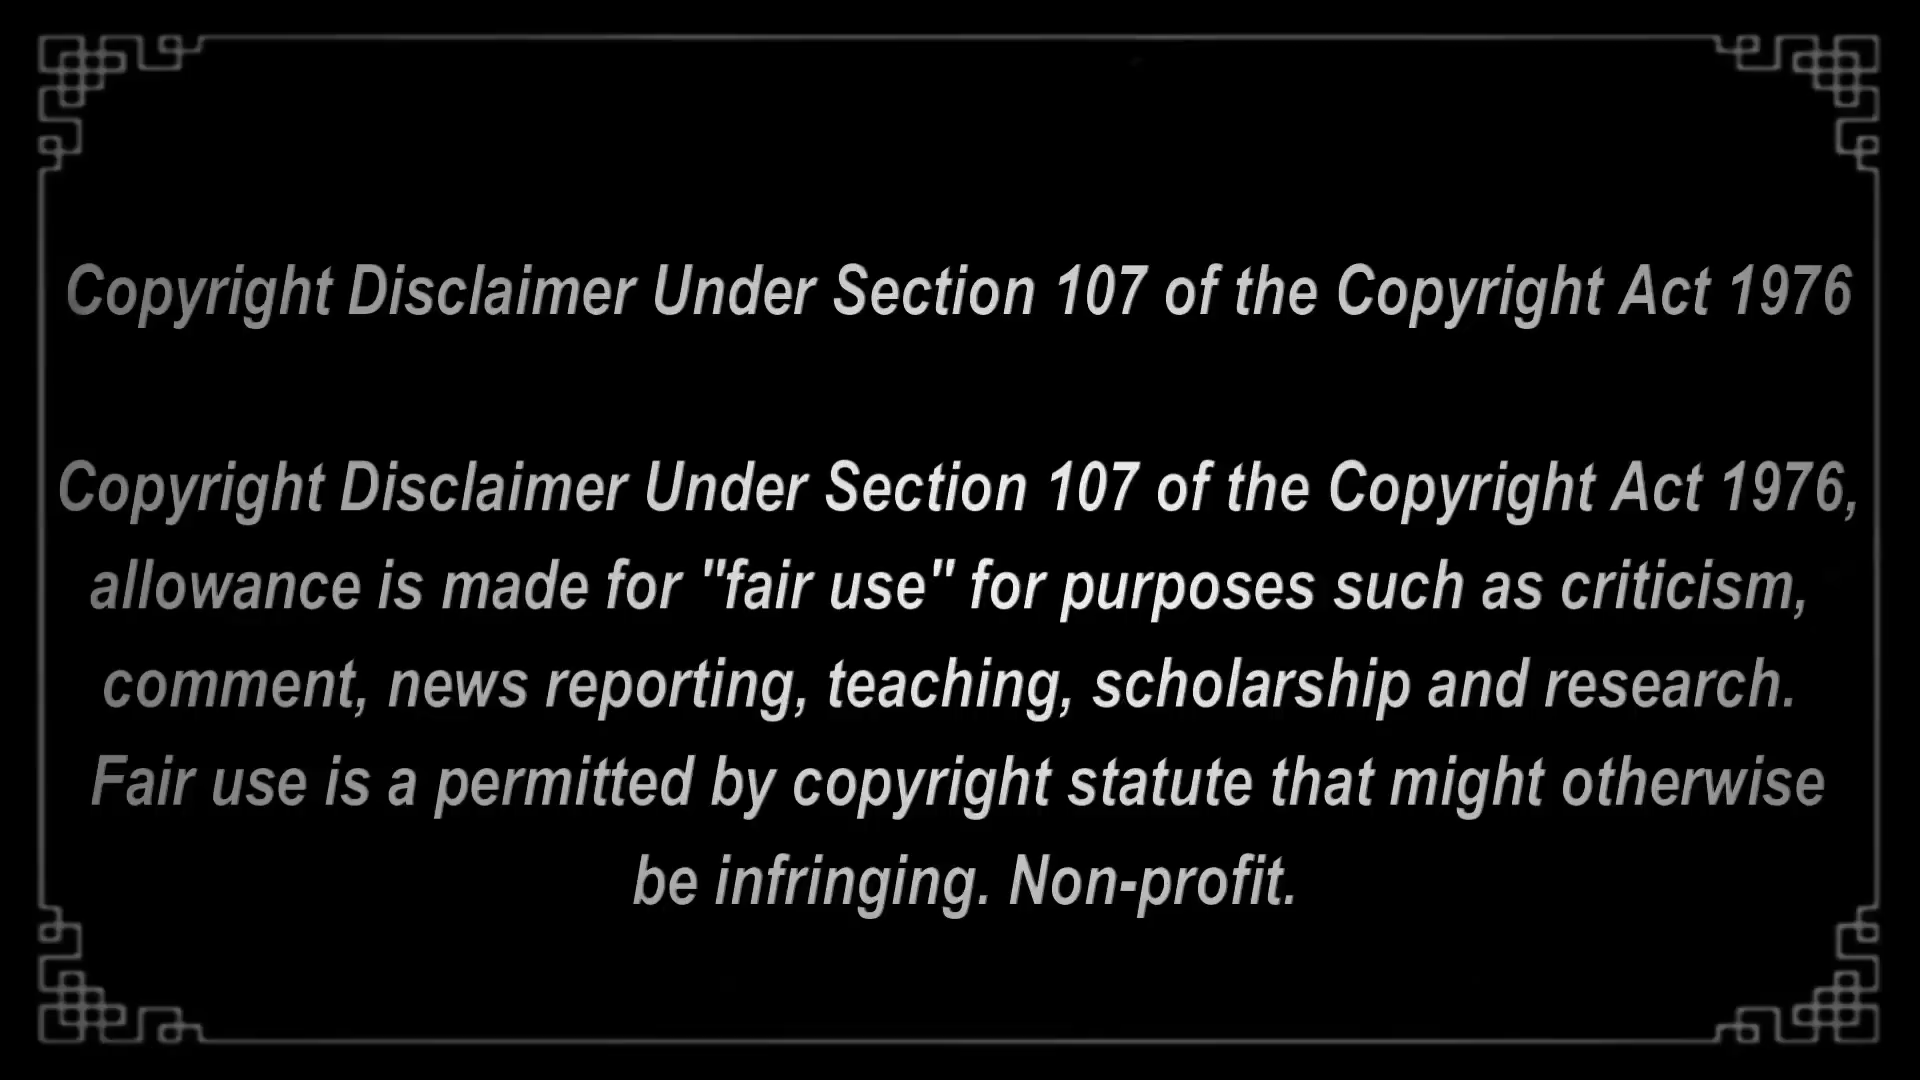 Copyright Disclaimer Under Section 107 of the Copyright Act 1976
Copyright Disclaimer Under Section 107 of the Copyright Act 1976,
allowance is made for "fair use" for purposes such as criticism,
comment, news reporting, teaching, scholarship and research.
Fair use is a permitted by copyright statute that might otherwise
be infringing. Non-profit.